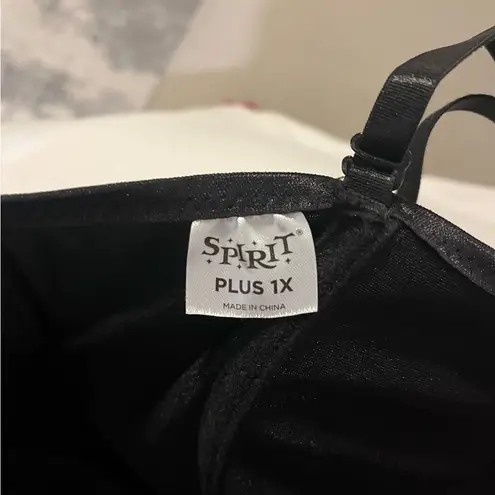 SPIRIT®
PLUS 1X
MADE IN CHINA